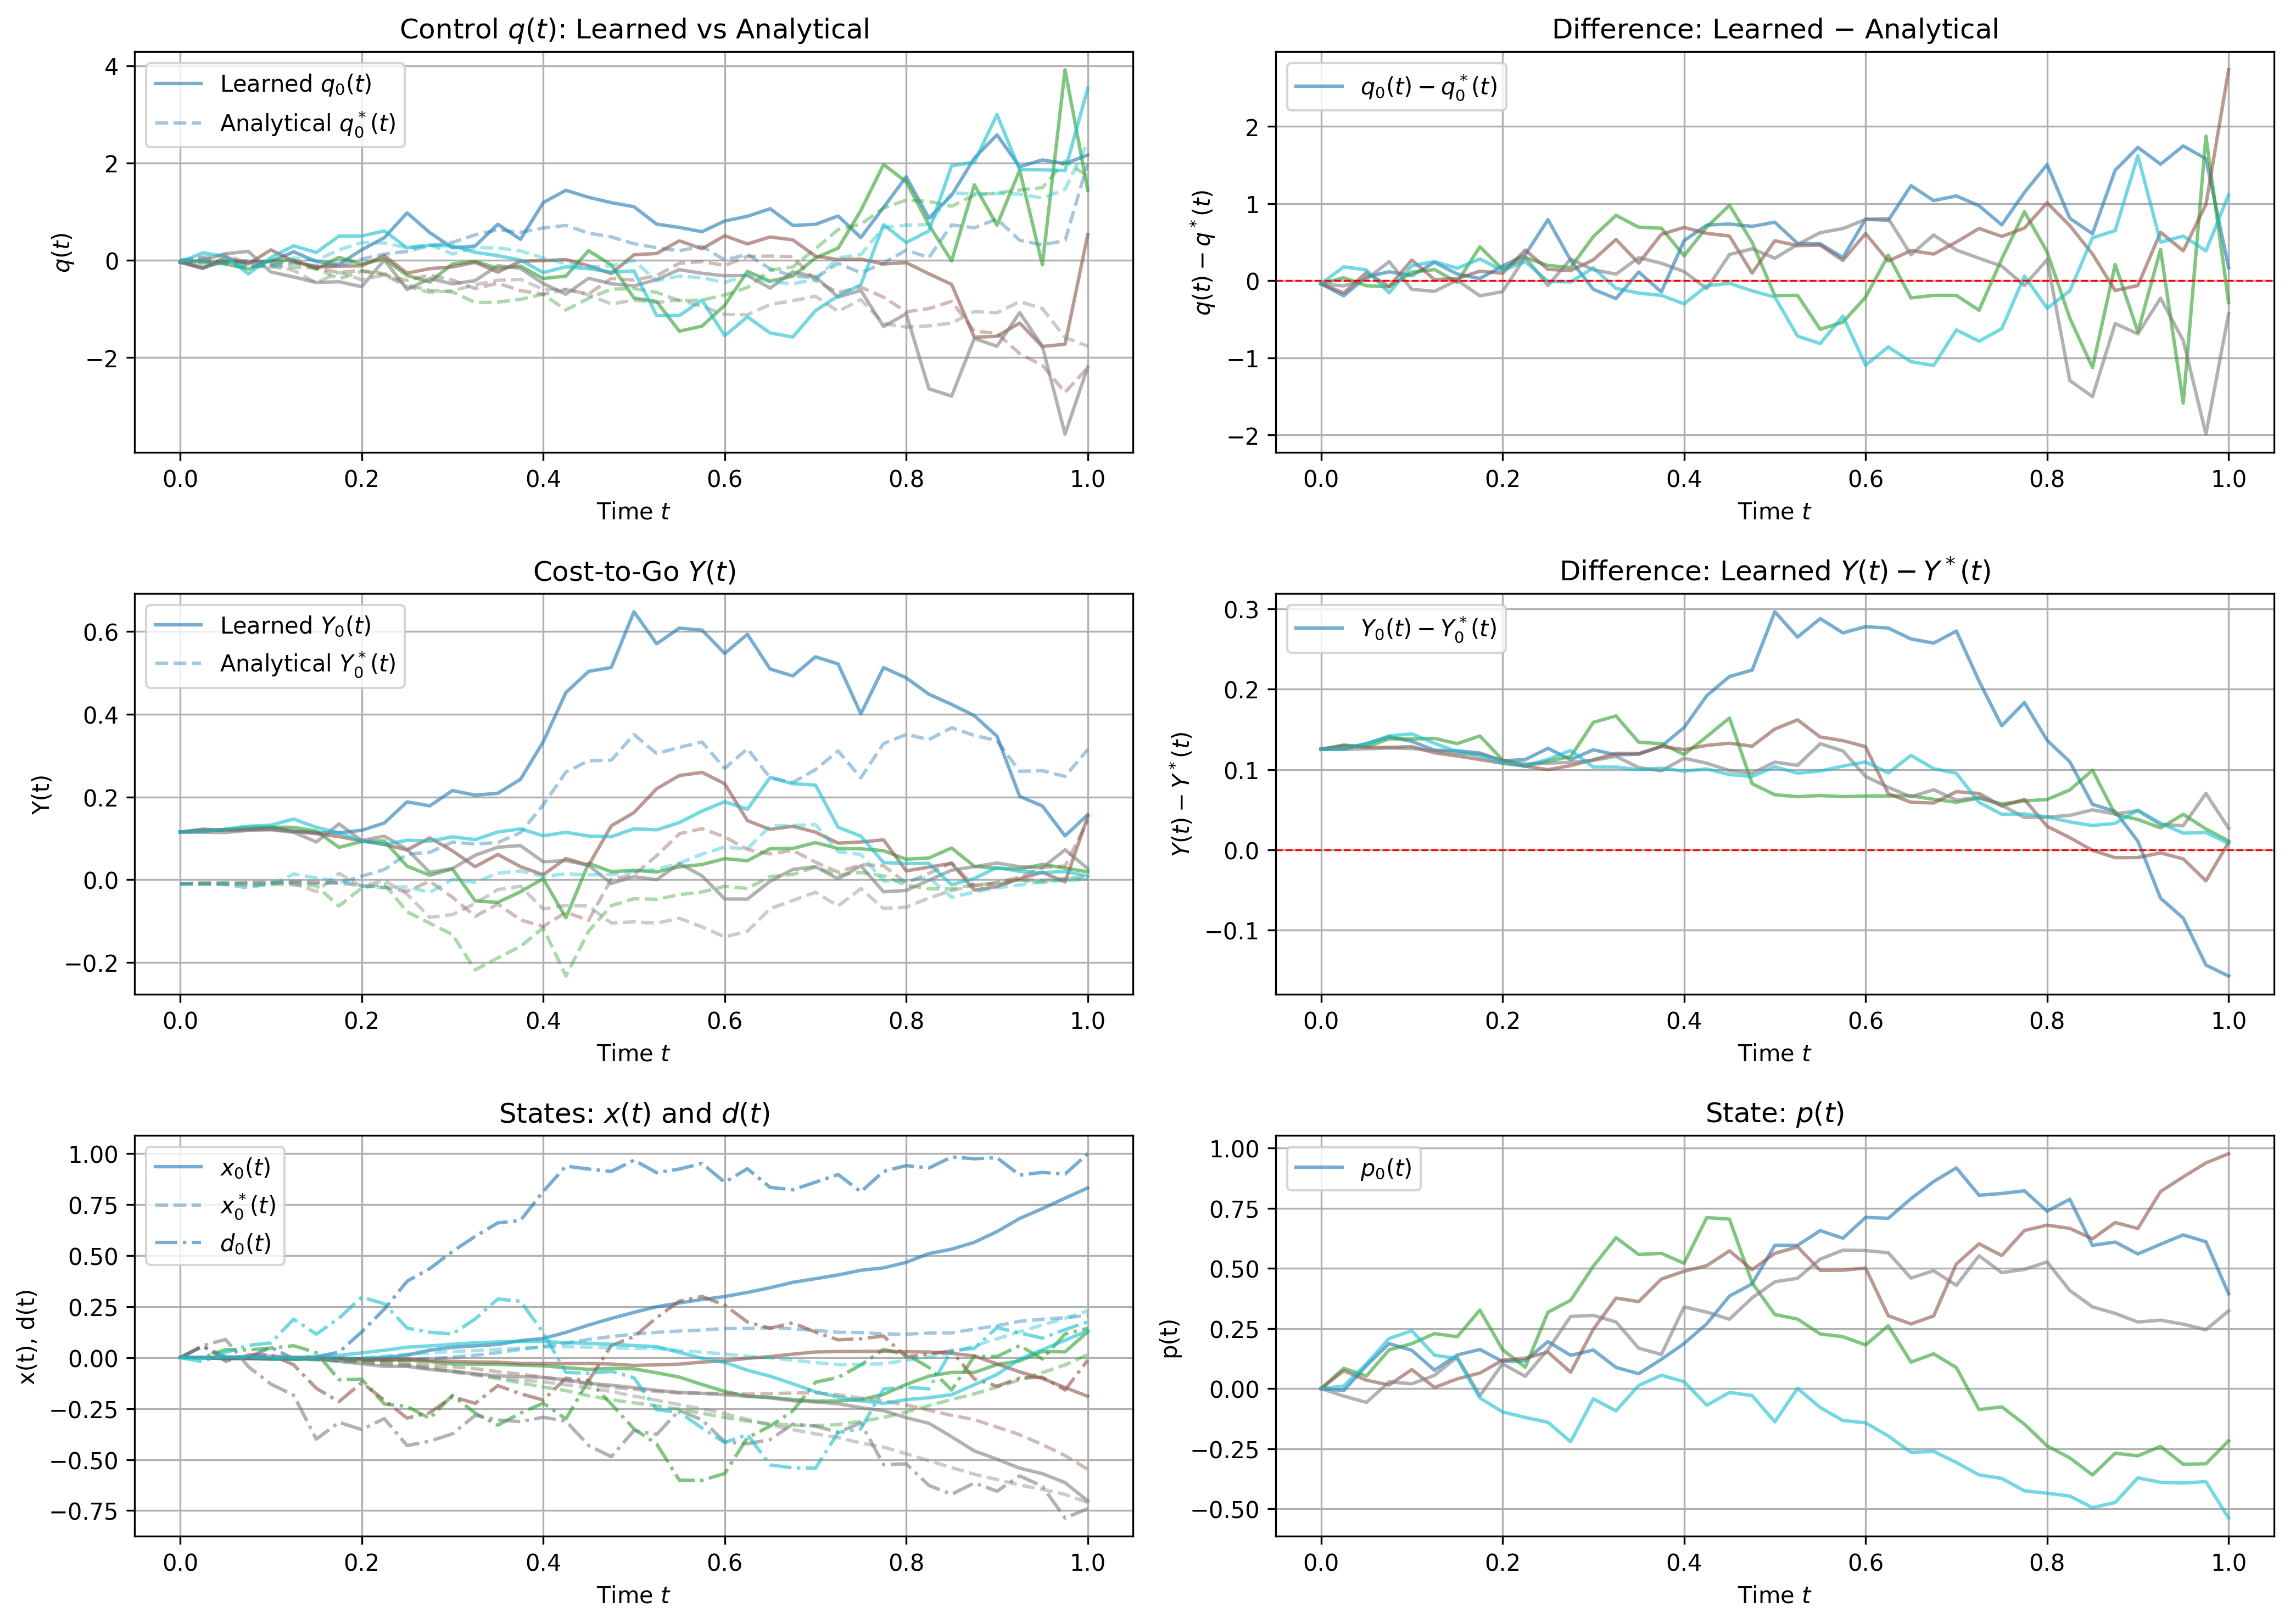 Control q(t): Learned vs Analytical
Learned q₀(t)
Analytical q₀*(t)
q(t)
4
2
0
−2
0.0 0.2 0.4 0.6 0.8 1.0
Time t
Difference: Learned − Analytical
q₀(t) − q₀*(t)
q(t) − q*(t)
2
1
0
−1
−2
0.0 0.2 0.4 0.6 0.8 1.0
Time t
Cost-to-Go Y(t)
Learned Y₀(t)
Analytical Y₀*(t)
Y(t)
0.6
0.4
0.2
0.0
−0.2
0.0 0.2 0.4 0.6 0.8 1.0
Time t
Difference: Learned Y(t) − Y*(t)
Y₀(t) − Y₀*(t)
Y(t) − Y*(t)
0.3
0.2
0.1
0.0
−0.1
0.0 0.2 0.4 0.6 0.8 1.0
Time t
States: x(t) and d(t)
x₀(t)
x₀*(t)
d₀(t)
x(t), d(t)
1.00
0.75
0.50
0.25
0.00
−0.25
−0.50
−0.75
0.0 0.2 0.4 0.6 0.8 1.0
Time t
State: p(t)
p₀(t)
p(t)
1.00
0.75
0.50
0.25
0.00
−0.25
−0.50
0.0 0.2 0.4 0.6 0.8 1.0
Time t